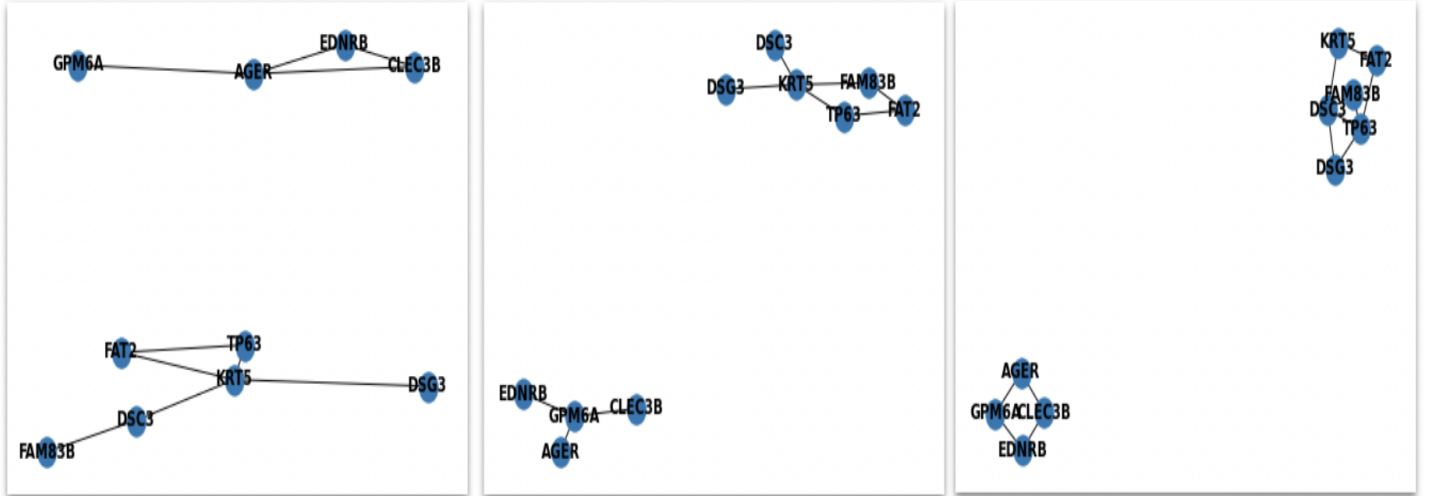 EDNRB
GPM6A
AGER
CLEC3B
FAT2
TP63
KRT5
DSG3
DSC3
FAM83B
DSC3
DSG3
KRT5
FAM83B
TP63
FAT2
EDNRB
GPM6A
CLEC3B
AGER
KRT5
FAT2
FAM83B
DSC3
TP63
DSG3
AGER
GPM6A
CLEC3B
EDNRB